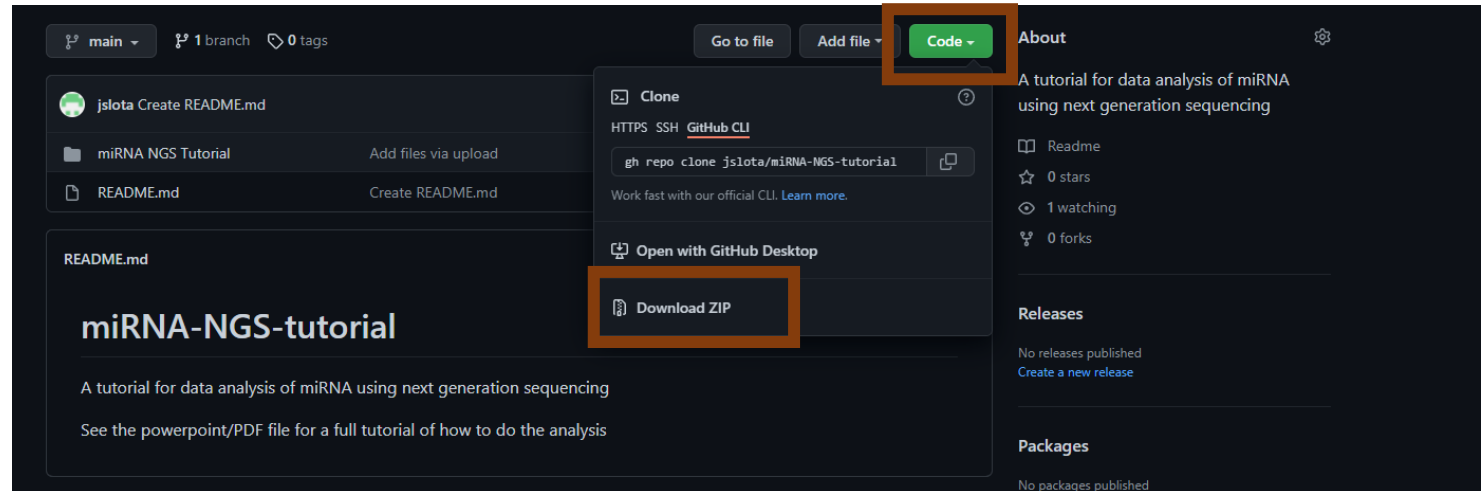 main 1 branch 0 tags Go to file Add file Code
jslota Create README.md
miRNA NGS Tutorial Add files via upload
README.md Create README.md
Clone
HTTPS SSH GitHub CLI
gh repo clone jslota/miRNA-NGS-tutorial
Work fast with our official CLI. Learn more.
Open with GitHub Desktop
Download ZIP
README.md
miRNA-NGS-tutorial
A tutorial for data analysis of miRNA using next generation sequencing
See the powerpoint/PDF file for a full tutorial of how to do the analysis
About
A tutorial for data analysis of miRNA
using next generation sequencing
Readme
0 stars
1 watching
0 forks
Releases
No releases published
Create a new release
Packages
No packages published